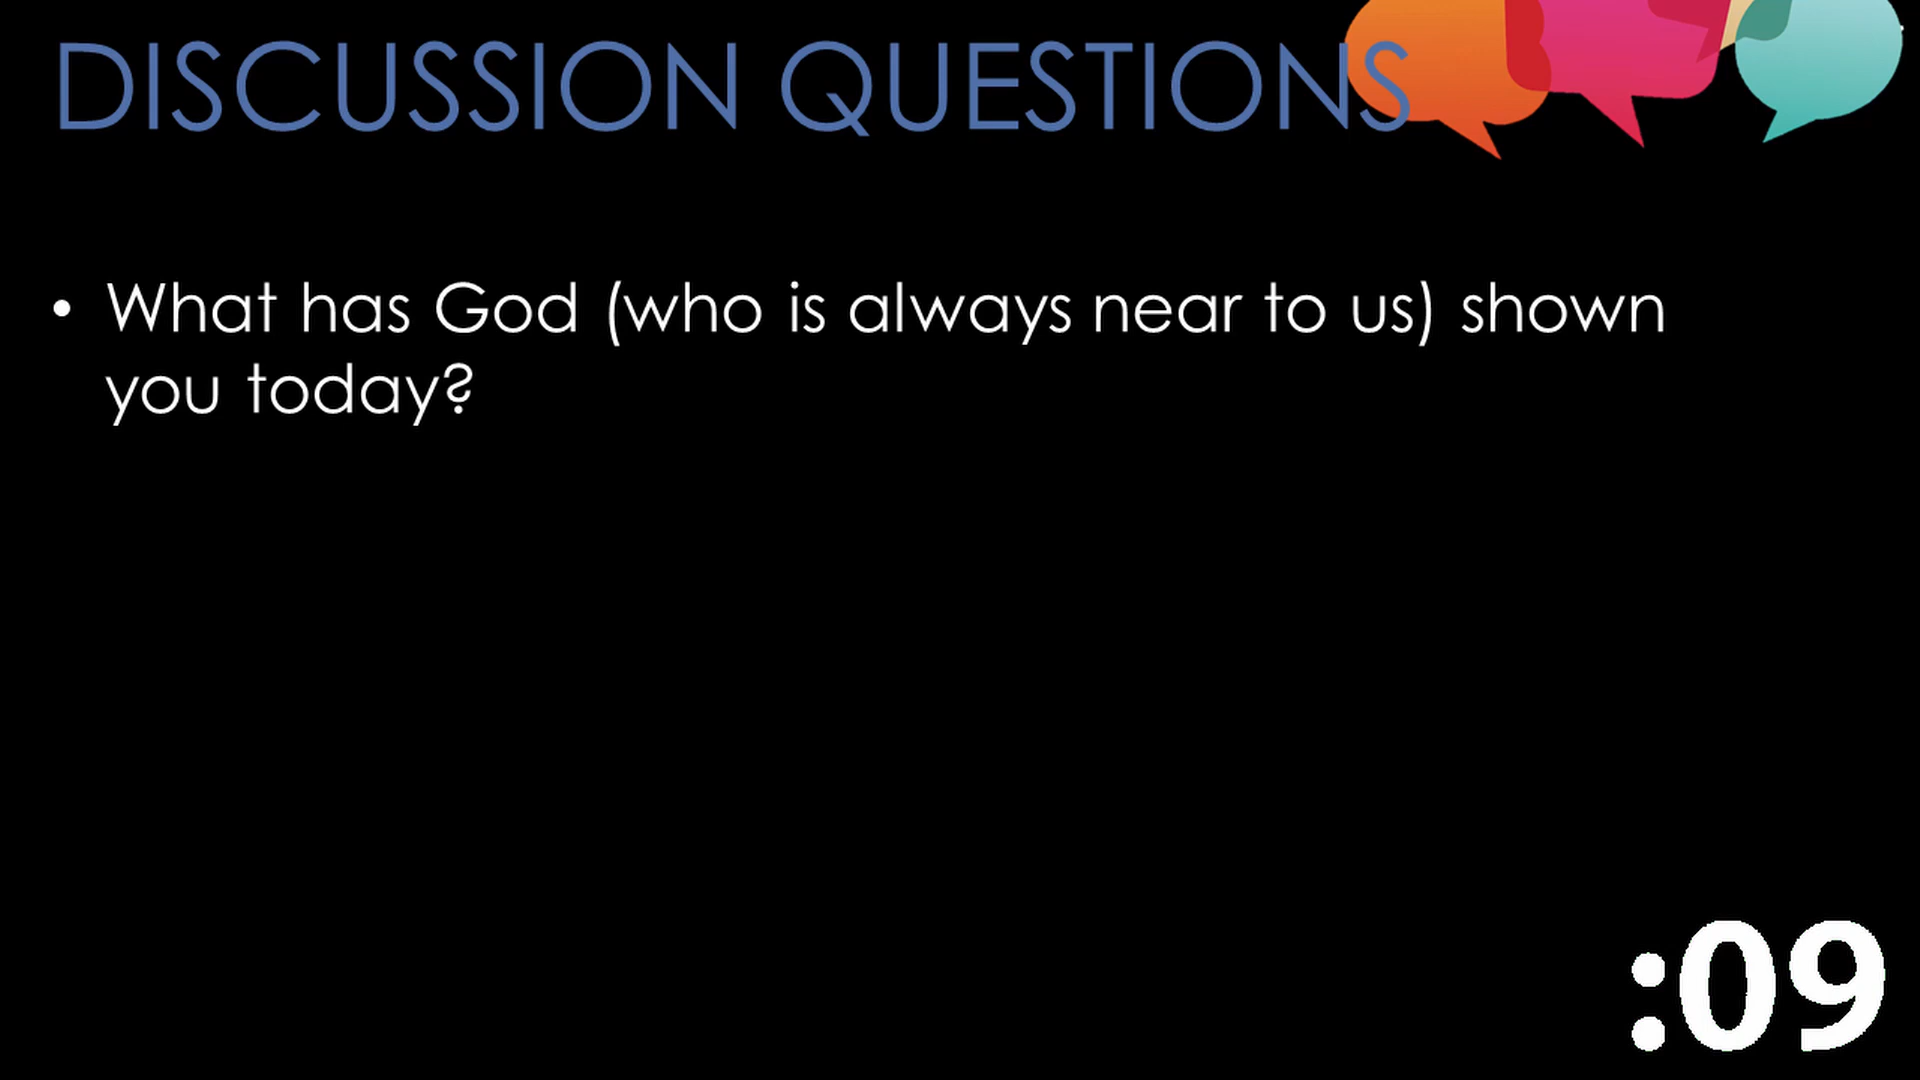 DISCUSSION QUESTIONS
• What has God (who is always near to us) shown
you today?
:09